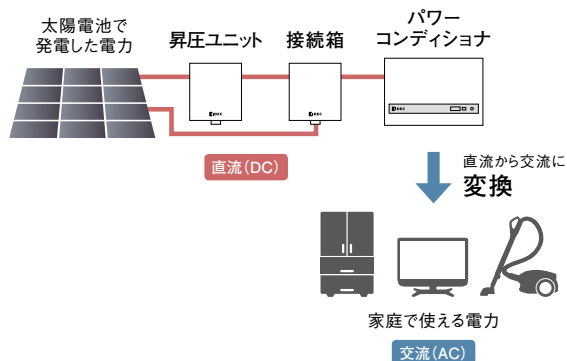 太陽電池で
発電した電力
昇圧ユニット
接続箱
パワー
コンディショナ
直流(DC)
直流から交流に
変換
家庭で使える電力
交流(AC)